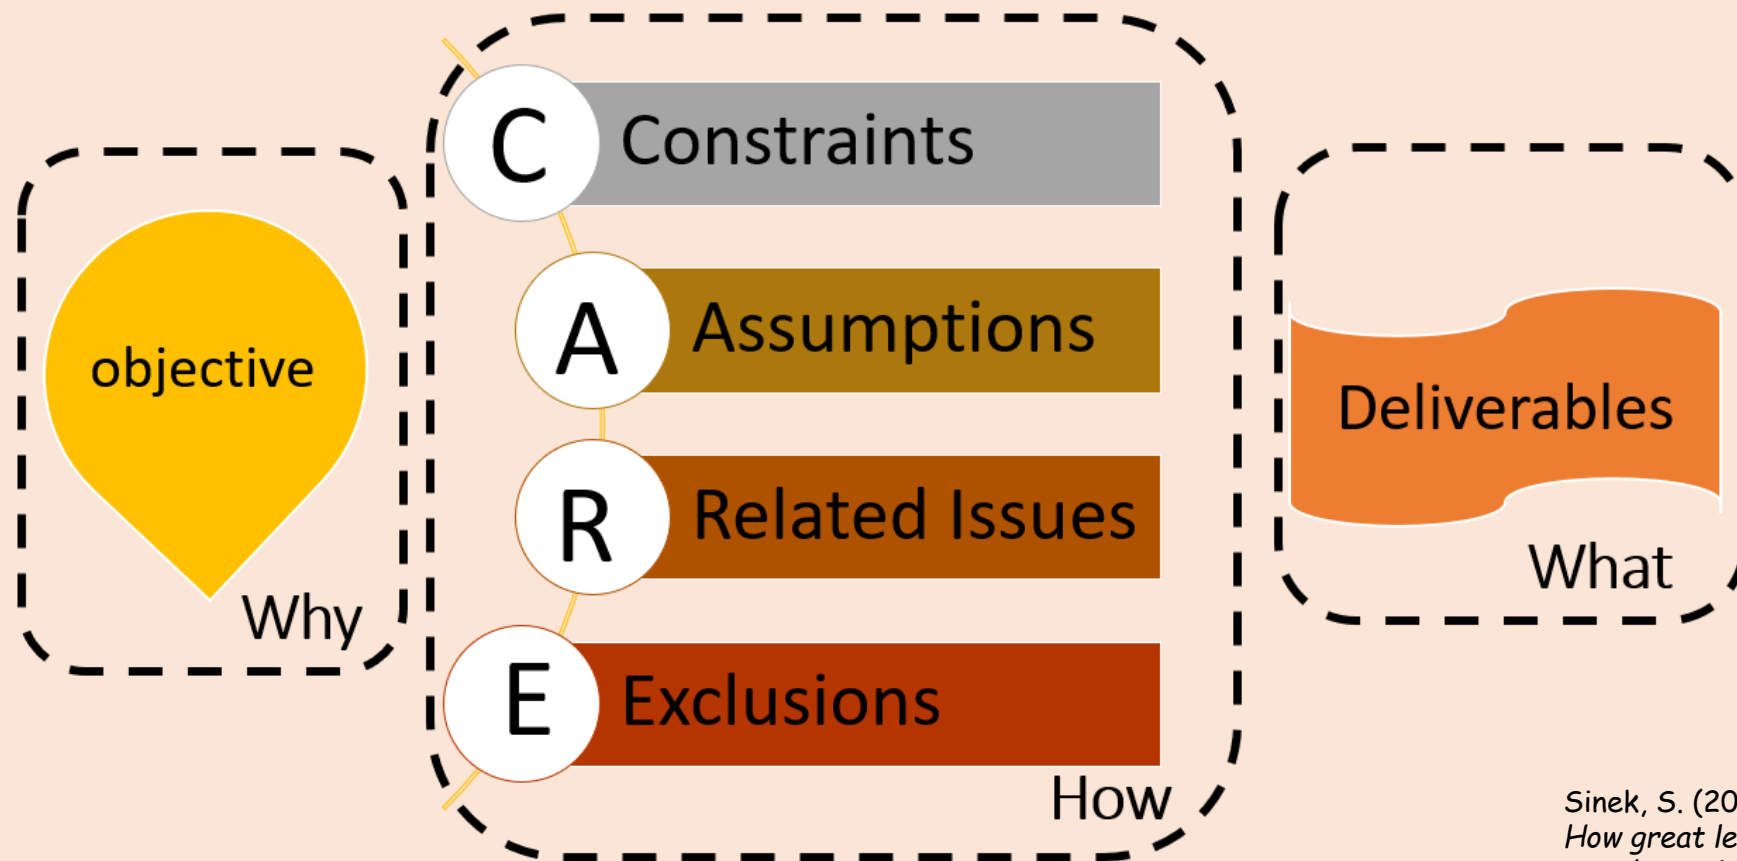 objective
Why
C Constraints
A Assumptions
R Related Issues
E Exclusions
How
Deliverables
What
Sinek, S. (20
How great le